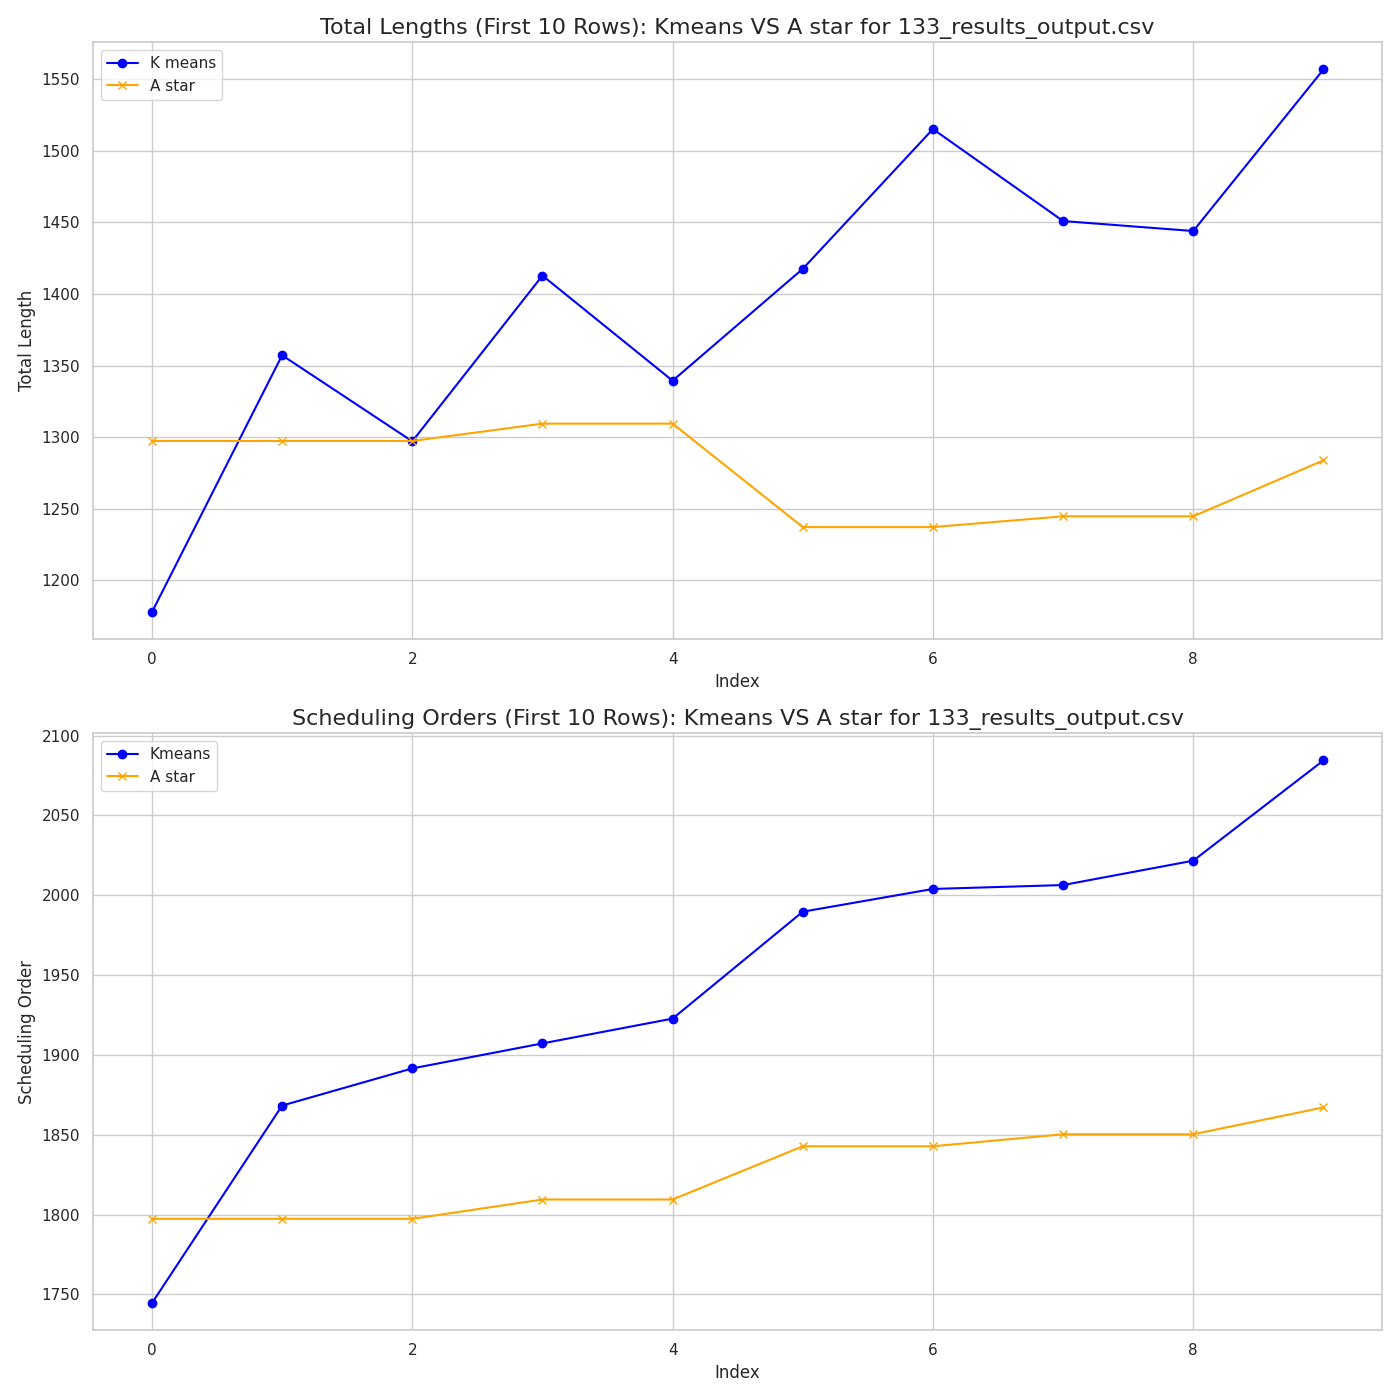 Total Lengths (First 10 Rows): Kmeans VS A star for 133_results_output.csv
K means
A star
1550
1500
1450
1400
1350
1300
1250
1200
Total Length
0 2 4 6 8
Index
Scheduling Orders (First 10 Rows): Kmeans VS A star for 133_results_output.csv
Kmeans
A star
2100
2050
2000
1950
1900
1850
1800
1750
Scheduling Order
0 2 4 6 8
Index